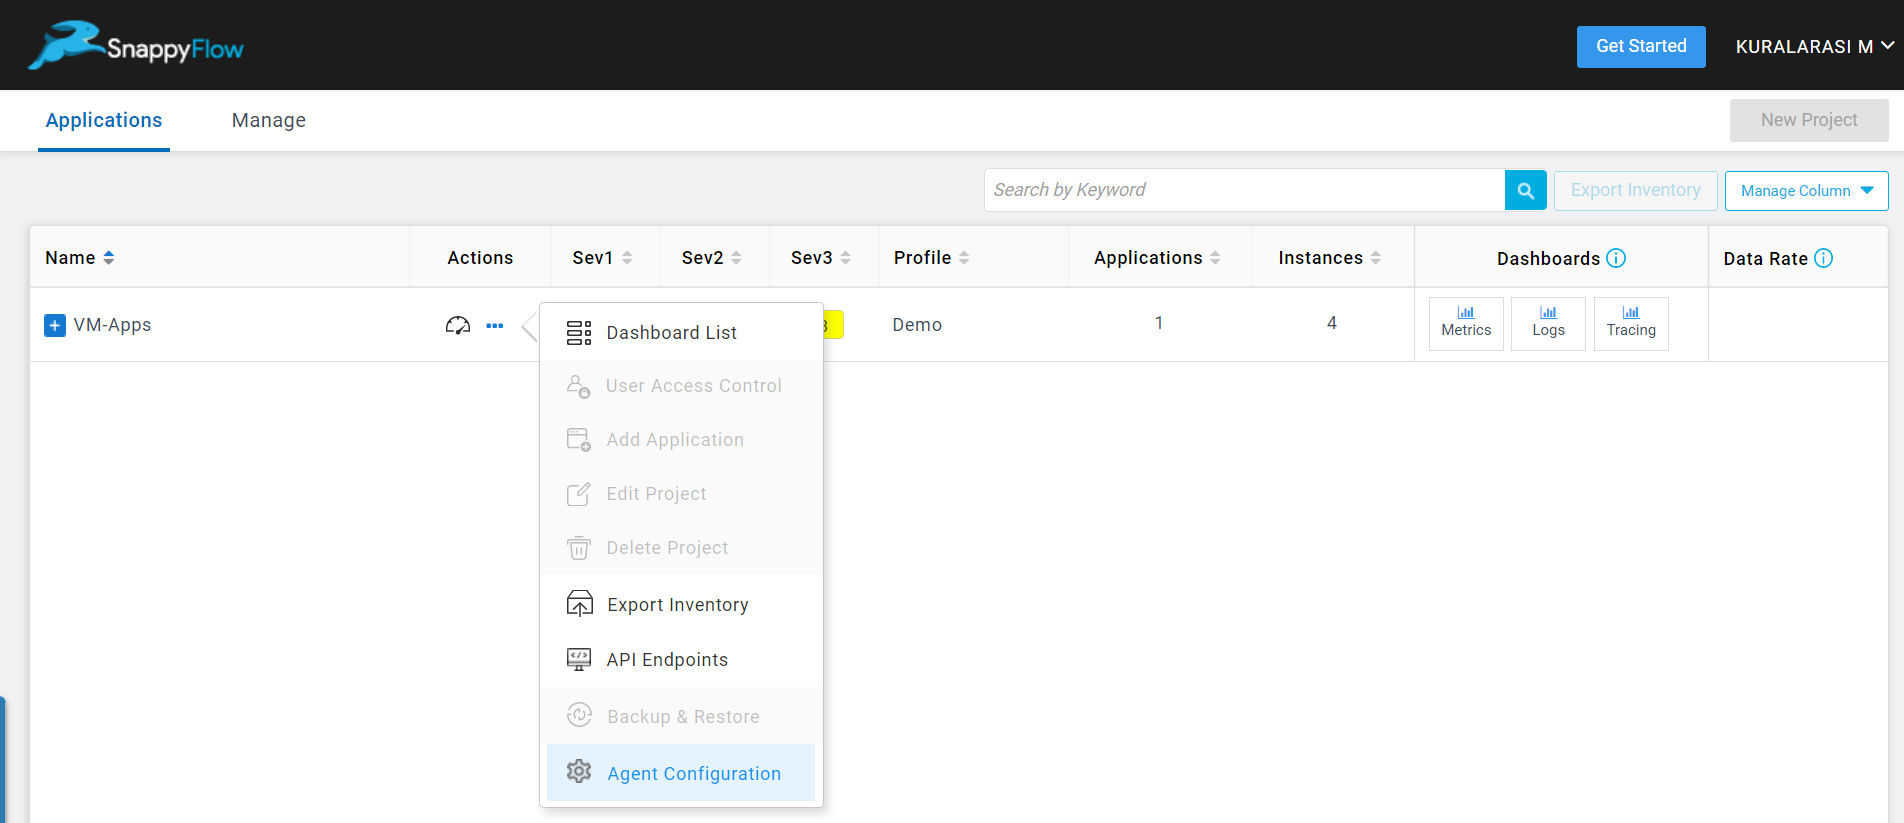 SnappyFlow
Get Started
KURALARASI M
Applications
Manage
New Project
Search by Keyword
Export Inventory
Manage Column
Name
Actions
Sev1
Sev2
Sev3
Profile
Applications
Instances
Dashboards
Data Rate
VM-Apps
Demo
1
4
Metrics
Logs
Tracing
Dashboard List
User Access Control
Add Application
Edit Project
Delete Project
Export Inventory
API Endpoints
Backup & Restore
Agent Configuration